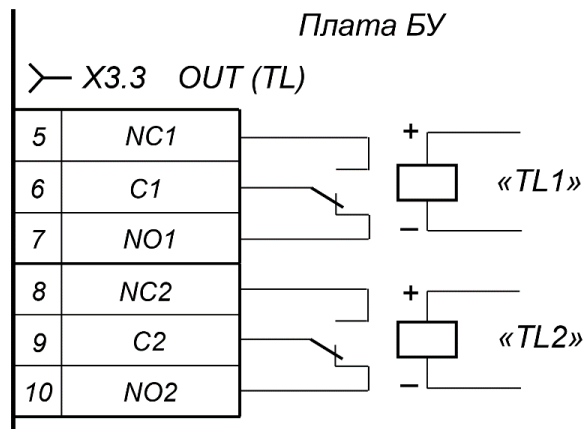 Плата БУ
X3.3 OUT (TL)
5 NC1
6 C1
7 NO1
8 NC2
9 C2
10 NO2
+
«TL1»
–
+
«TL2»
–